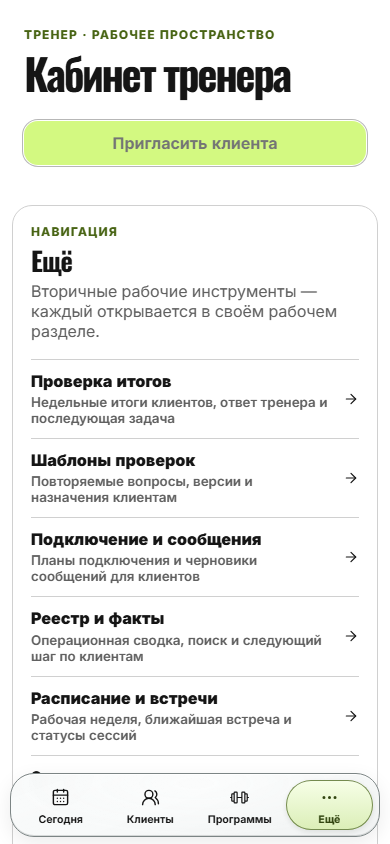 ТРЕНЕР · РАБОЧЕЕ ПРОСТРАНСТВО
Кабинет тренера
Пригласить клиента
НАВИГАЦИЯ
Ещё
Вторичные рабочие инструменты —
каждый открывается в своём рабочем
разделе.
Проверка итогов
Недельные итоги клиентов, ответ тренера и
последующая задача
Шаблоны проверок
Повторяемые вопросы, версии и
назначения клиентам
Подключение и сообщения
Планы подключения и черновики
сообщений для клиентов
Реестр и факты
Операционная сводка, поиск и следующий
шаг по клиентам
Расписание и встречи
Рабочая неделя, ближайшая встреча и
статусы сессий
Сегодня
Клиенты
Программы
Ещё